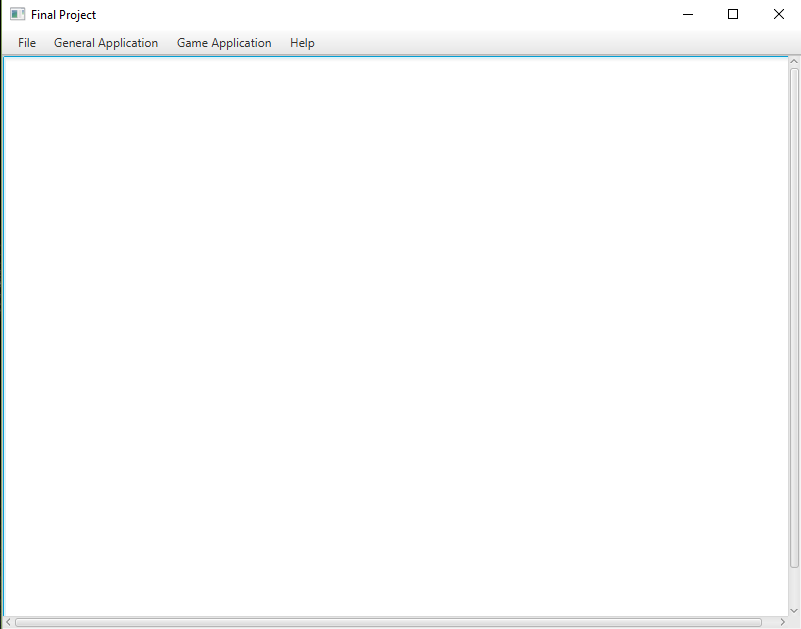 Final Project
File General Application Game Application Help